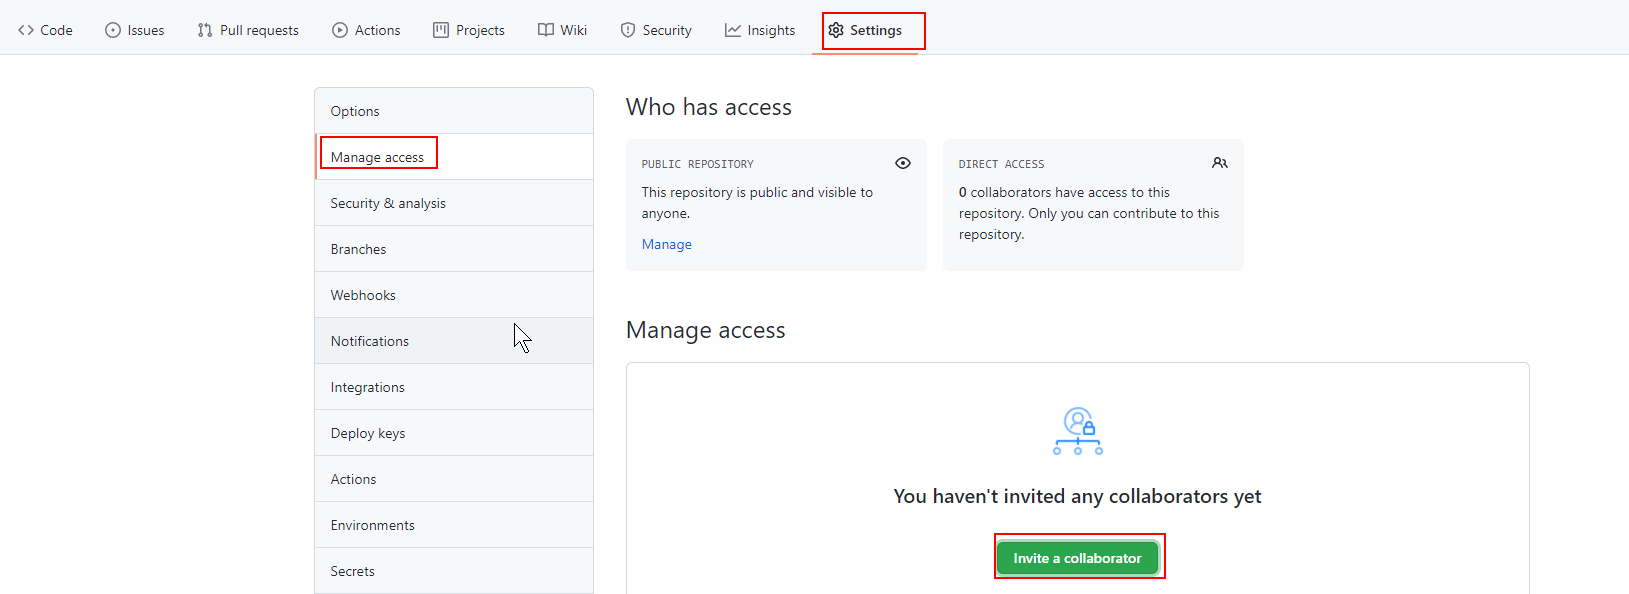 Code Issues Pull requests Actions Projects Wiki Security Insights Settings
Options
Manage access
Security & analysis
Branches
Webhooks
Notifications
Integrations
Deploy keys
Actions
Environments
Secrets
Who has access
PUBLIC REPOSITORY
This repository is public and visible to
anyone.
Manage
DIRECT ACCESS
0 collaborators have access to this
repository. Only you can contribute to this
repository.
Manage access
You haven't invited any collaborators yet
Invite a collaborator